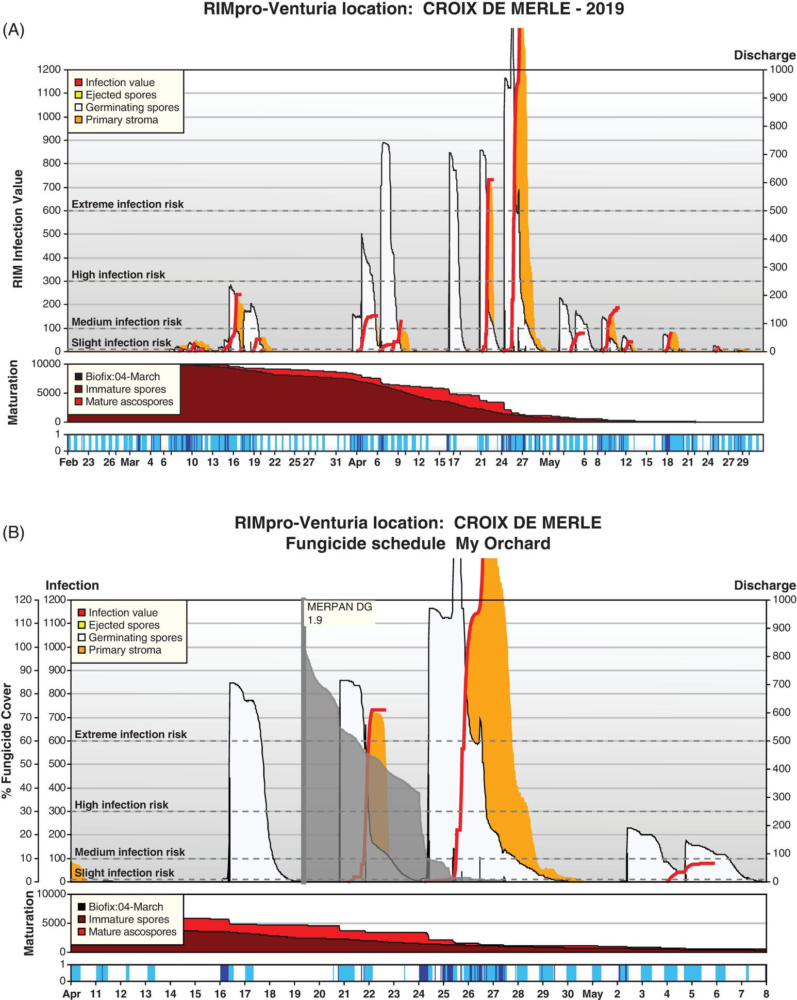 RIMpro-Venturia location: CROIX DE MERLE - 2019
(A)
Discharge
RIM Infection Value
1200
1100
1000
900
800
700
600
500
400
300
200
100
0
1000
900
800
700
600
500
400
300
200
100
0
Infection value
Ejected spores
Germinating spores
Primary stroma
Extreme infection risk
High infection risk
Medium infection risk
Slight infection risk
Maturation
10000
5000
0
Biofix:04-March
Immature spores
Mature ascospores
1
0
Feb 23 26 Mar 4 6 10 13 16 19 22 25 27 31 Apr 6 9 12 15 17 21 24 27 May 6 8 12 15 18 21 24 27 29
(B)
RIMpro-Venturia location: CROIX DE MERLE
Fungicide schedule My Orchard
Infection
Discharge
% Fungicide Cover
120
110
100
90
80
70
60
50
40
30
20
10
0
1200
1100
1000
900
800
700
600
500
400
300
200
100
0
1000
900
800
700
600
500
400
300
200
100
0
Infection value
Ejected spores
Germinating spores
Primary stroma
MERPAN DG
1.9
Extreme infection risk
High infection risk
Medium infection risk
Slight infection risk
Maturation
10000
5000
0
Biofix:04-March
Immature spores
Mature ascospores
1
0
Apr 11 12 13 14 15 16 17 18 19 20 21 22 23 24 25 26 27 28 29 30 May 2 3 4 5 6 7 8